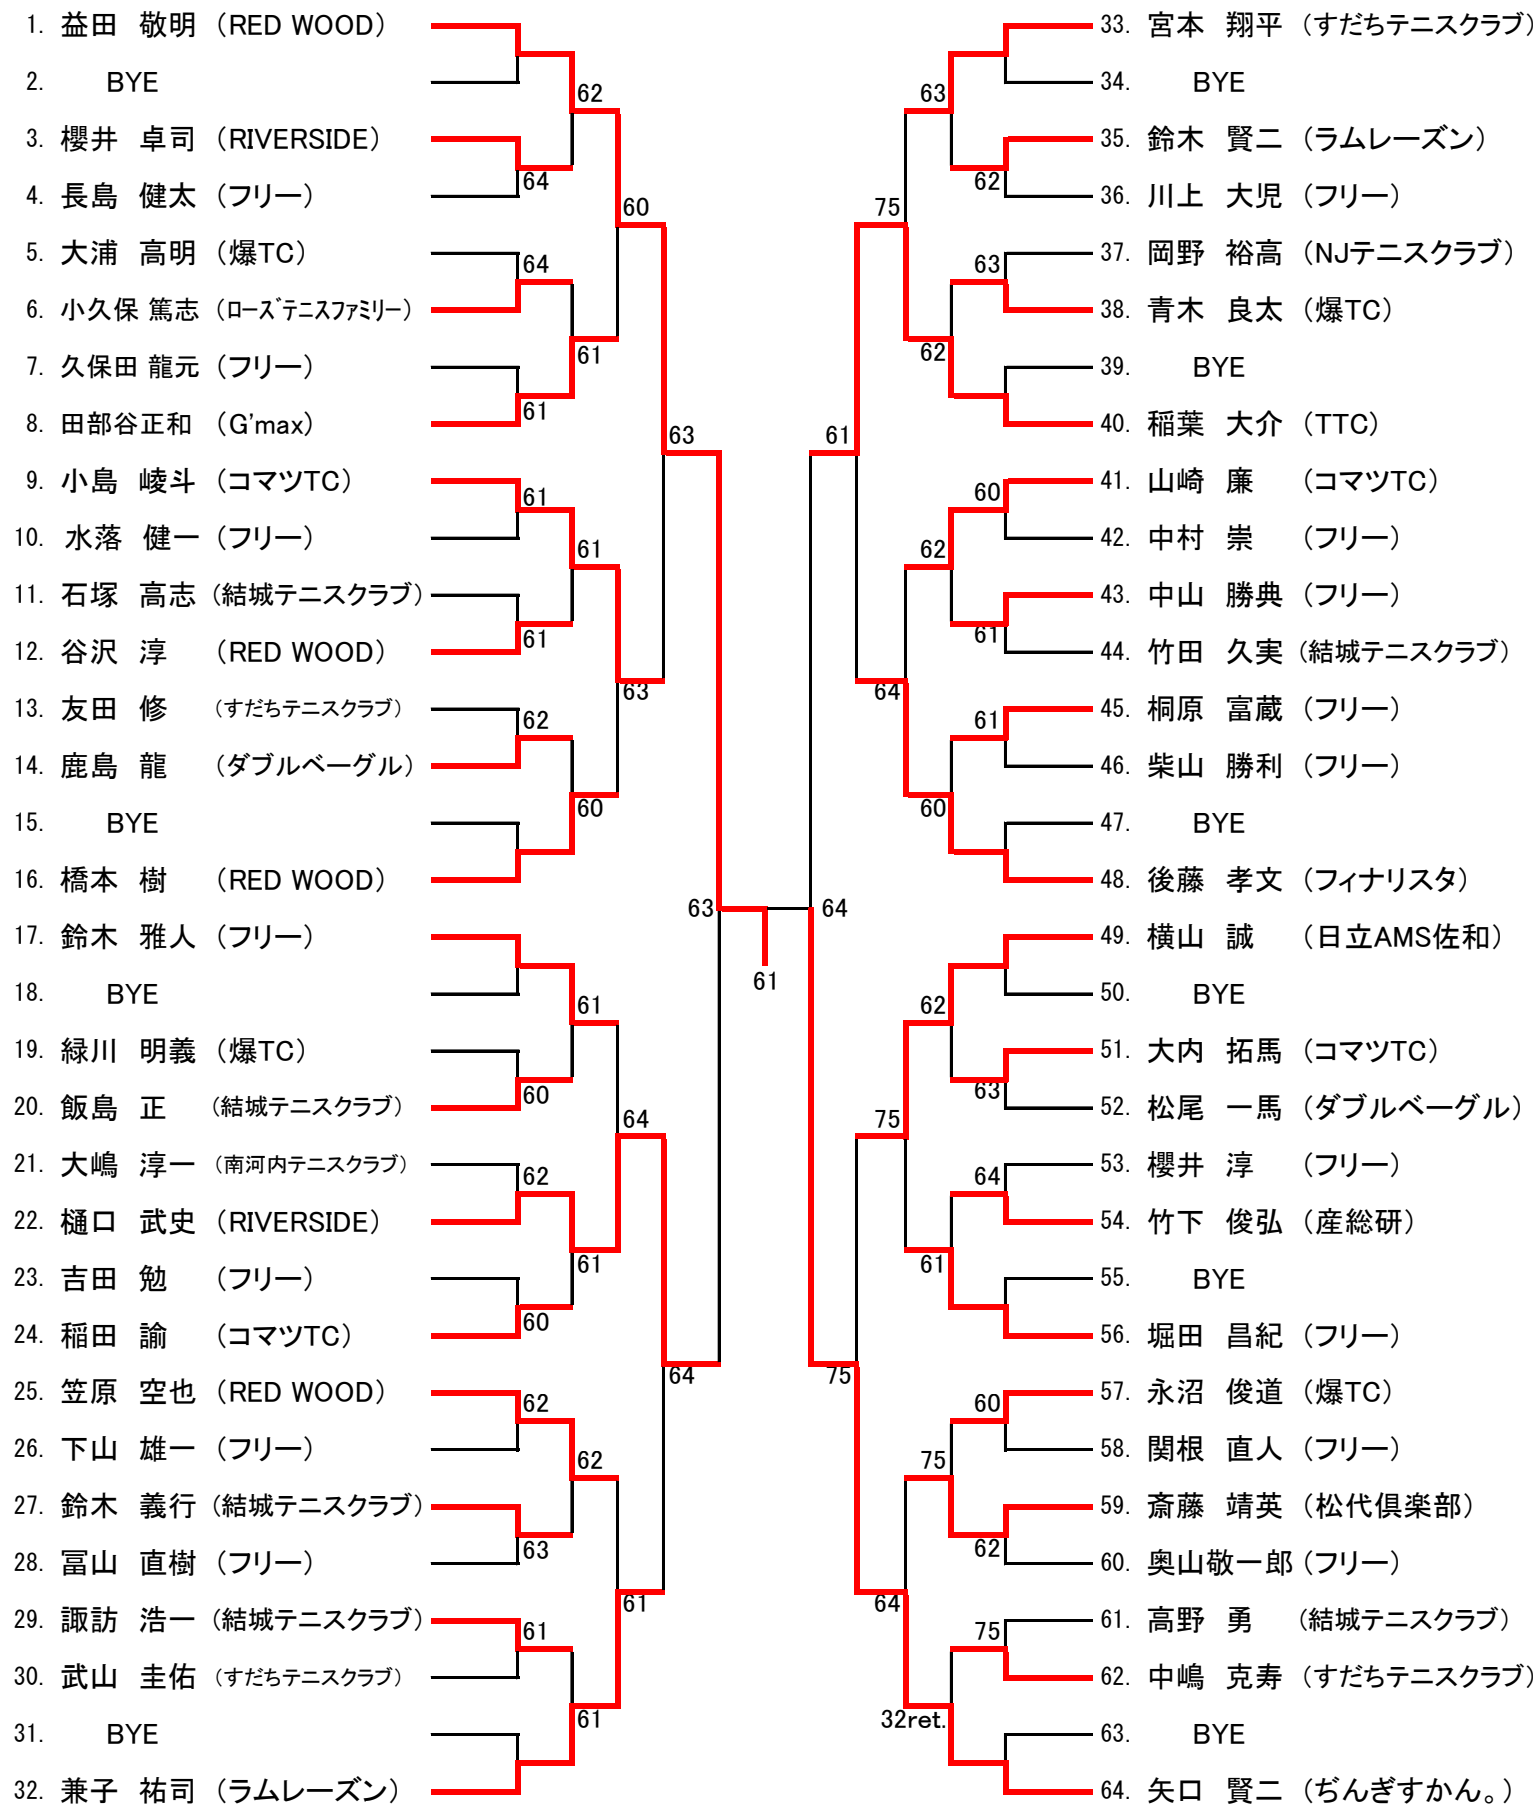 1. 益田 敬明 (RED WOOD)
2. BYE
62
3. 櫻井 卓司 (RIVERSIDE)
64
4. 長島 健太 (フリー)
60
5. 大浦 高明 (爆TC)
64
6. 小久保 篤志 (ローズテニスファミリー)
61
7. 久保田 龍元 (フリー)
61
8. 田部谷正和 (G'max)
63
9. 小島 崚斗 (コマツTC)
61
10. 水落 健一 (フリー)
61
11. 石塚 高志 (結城テニスクラブ)
61
12. 谷沢 淳 (RED WOOD)
63
13. 友田 修 (すだちテニスクラブ)
62
14. 鹿島 龍 (ダブルベーグル)
60
15. BYE
16. 橋本 樹 (RED WOOD)
63
17. 鈴木 雅人 (フリー)
18. BYE
61
19. 緑川 明義 (爆TC)
60
20. 飯島 正 (結城テニスクラブ)
64
21. 大嶋 淳一 (南河内テニスクラブ)
62
22. 樋口 武史 (RIVERSIDE)
61
23. 吉田 勉 (フリー)
60
24. 稲田 諭 (コマツTC)
64
25. 笠原 空也 (RED WOOD)
62
26. 下山 雄一 (フリー)
62
27. 鈴木 義行 (結城テニスクラブ)
63
28. 冨山 直樹 (フリー)
61
29. 諏訪 浩一 (結城テニスクラブ)
61
30. 武山 圭佑 (すだちテニスクラブ)
61
31. BYE
32. 兼子 祐司 (ラムレーズン)
61
33. 宮本 翔平 (すだちテニスクラブ)
34. BYE
63
35. 鈴木 賢二 (ラムレーズン)
62
36. 川上 大児 (フリー)
75
37. 岡野 裕高 (NJテニスクラブ)
63
38. 青木 良太 (爆TC)
62
39. BYE
40. 稲葉 大介 (TTC)
61
41. 山崎 廉 (コマツTC)
60
42. 中村 崇 (フリー)
62
43. 中山 勝典 (フリー)
61
44. 竹田 久実 (結城テニスクラブ)
64
45. 桐原 富蔵 (フリー)
61
46. 柴山 勝利 (フリー)
60
47. BYE
48. 後藤 孝文 (フィナリスタ)
64
49. 横山 誠 (日立AMS佐和)
50. BYE
62
51. 大内 拓馬 (コマツTC)
63
52. 松尾 一馬 (ダブルベーグル)
75
53. 櫻井 淳 (フリー)
64
54. 竹下 俊弘 (産総研)
61
55. BYE
56. 堀田 昌紀 (フリー)
75
57. 永沼 俊道 (爆TC)
60
58. 関根 直人 (フリー)
75
59. 斎藤 靖英 (松代倶楽部)
62
60. 奥山敬一郎 (フリー)
64
61. 高野 勇 (結城テニスクラブ)
75
62. 中嶋 克寿 (すだちテニスクラブ)
32ret.
63. BYE
64. 矢口 賢二 (ぢんぎすかん。)